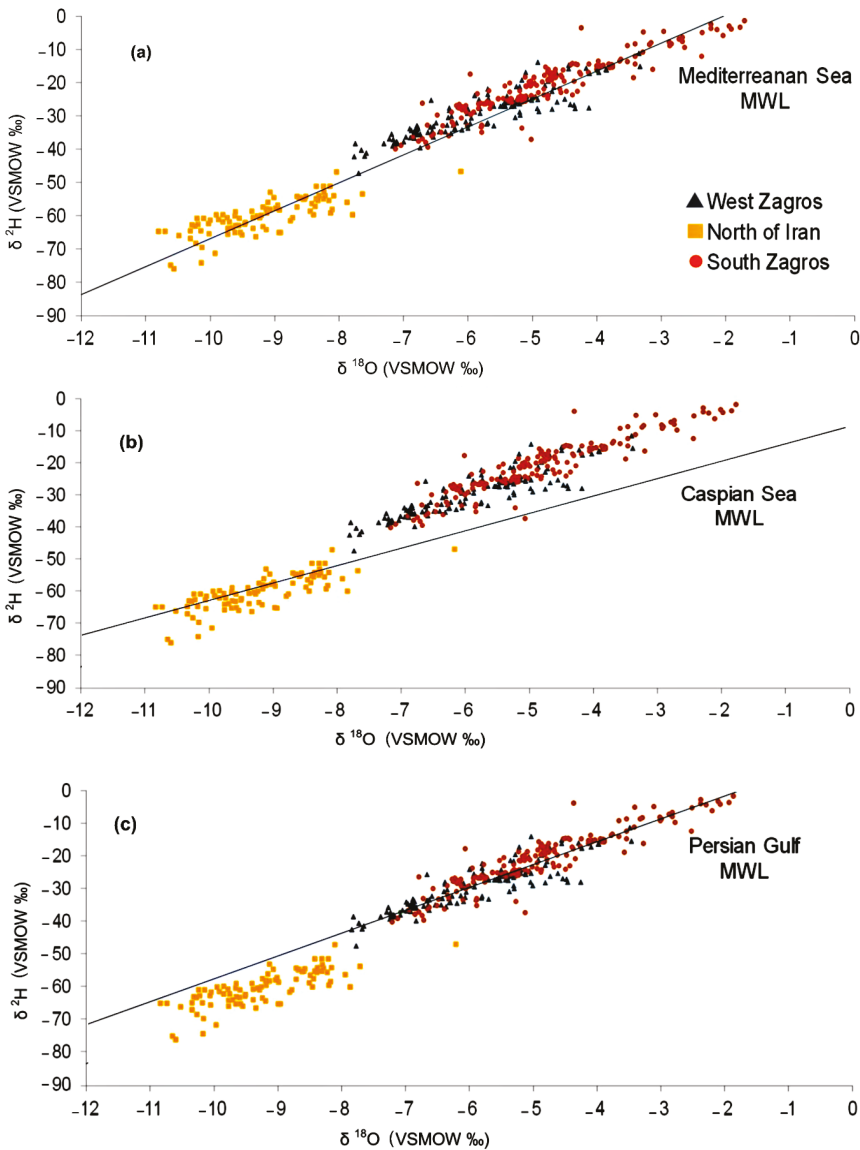 (a)
0
−10
−20
−30
−40
−50
−60
−70
−80
−90
δ ²H (VSMOW ‰)
Mediterreanan Sea
MWL
West Zagros
North of Iran
South Zagros
−12 −11 −10 −9 −8 −7 −6 −5 −4 −3 −2 −1 0
δ ¹⁸O (VSMOW ‰)
(b)
0
−10
−20
−30
−40
−50
−60
−70
−80
−90
δ ²H (VSMOW ‰)
Caspian Sea
MWL
−12 −11 −10 −9 −8 −7 −6 −5 −4 −3 −2 −1 0
δ ¹⁸O (VSMOW ‰)
(c)
0
−10
−20
−30
−40
−50
−60
−70
−80
−90
δ ²H (VSMOW ‰)
Persian Gulf
MWL
−12 −11 −10 −9 −8 −7 −6 −5 −4 −3 −2 −1 0
δ ¹⁸O (VSMOW ‰)